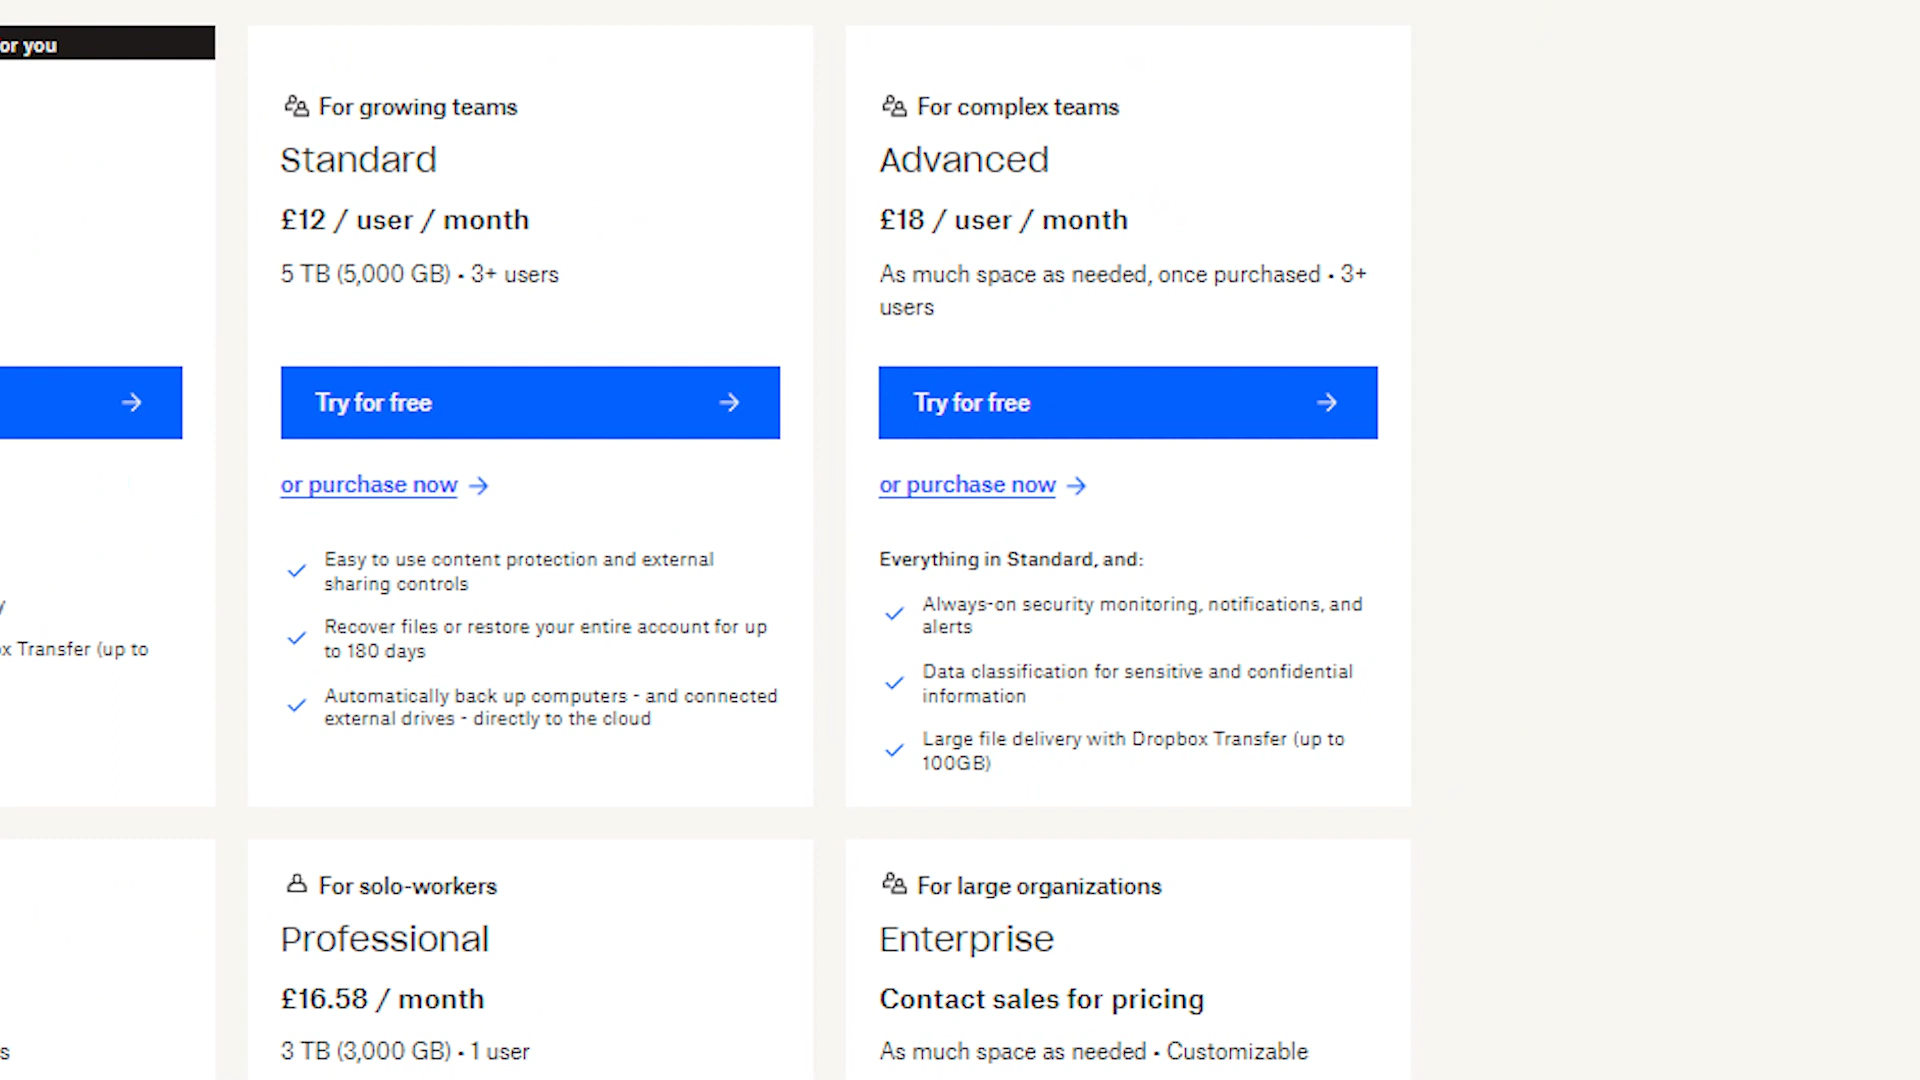 or you
x Transfer (up to
s
For growing teams
Standard
£12 / user / month
5 TB (5,000 GB) • 3+ users
Try for free
or purchase now
Easy to use content protection and external
sharing controls
Recover files or restore your entire account for up
to 180 days
Automatically back up computers - and connected
external drives - directly to the cloud
For complex teams
Advanced
£18 / user / month
As much space as needed, once purchased • 3+
users
Try for free
or purchase now
Everything in Standard, and:
Always-on security monitoring, notifications, and
alerts
Data classification for sensitive and confidential
information
Large file delivery with Dropbox Transfer (up to
100GB)
For solo-workers
Professional
£16.58 / month
3 TB (3,000 GB) • 1 user
For large organizations
Enterprise
Contact sales for pricing
As much space as needed • Customizable